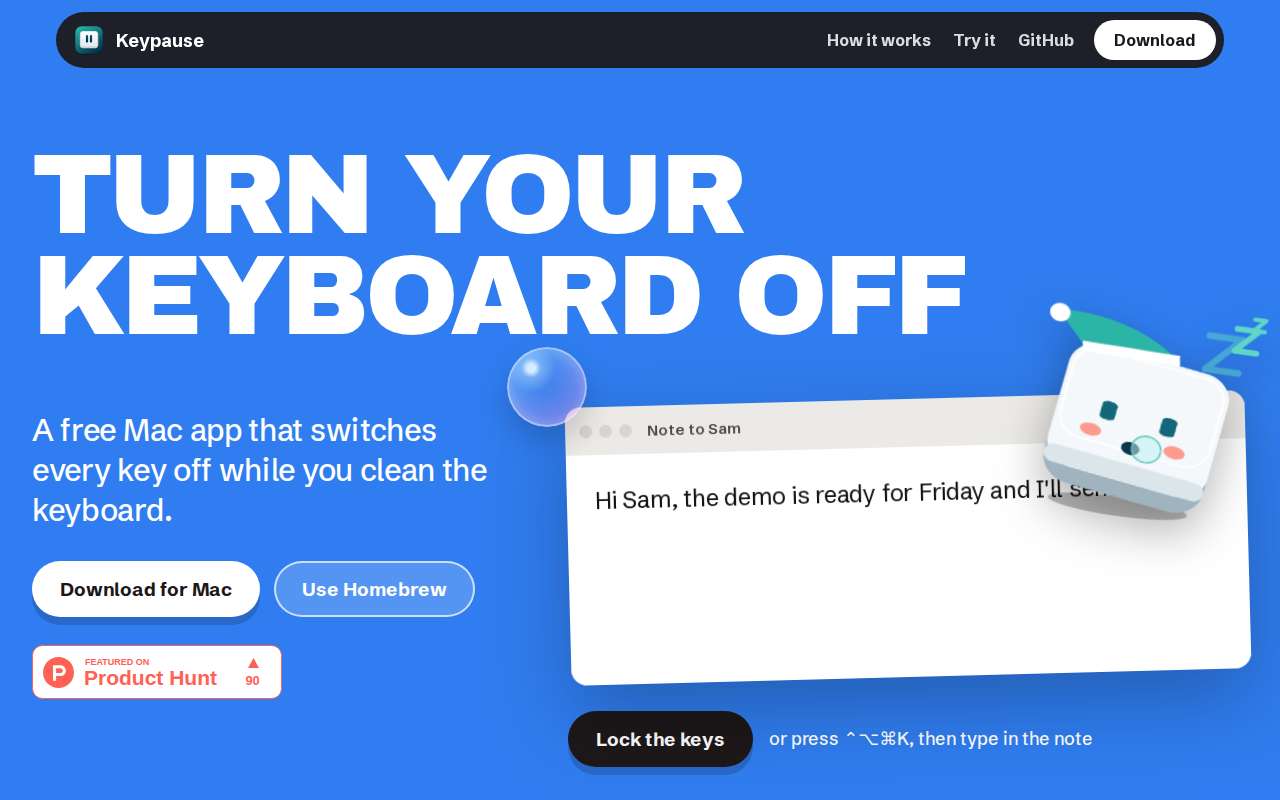 Keypause
How it works
Try it
GitHub
Download
TURN YOUR
KEYBOARD OFF
A free Mac app that switches
every key off while you clean the
keyboard.
Download for Mac
Use Homebrew
FEATURED ON
Product Hunt
90
Note to Sam
Hi Sam, the demo is ready for Friday and I'll
Lock the keys
or press ⌃⌥⌘K, then type in the note